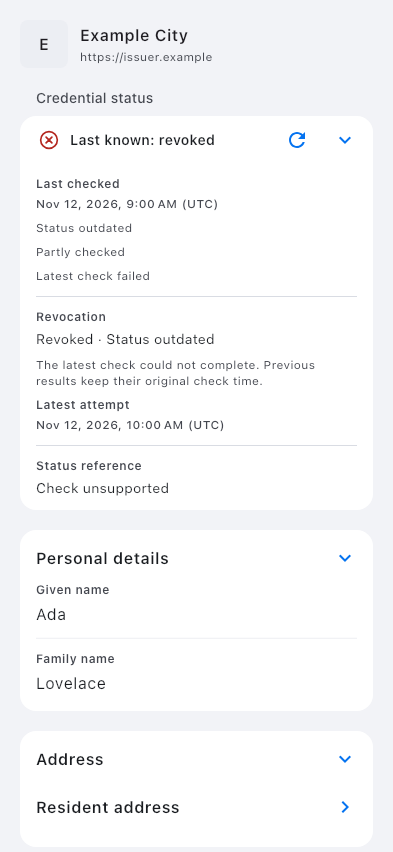 E
Example City
https://issuer.example
Credential status
Last known: revoked
Last checked
Nov 12, 2026, 9:00 AM (UTC)
Status outdated
Partly checked
Latest check failed
Revocation
Revoked · Status outdated
The latest check could not complete. Previous
results keep their original check time.
Latest attempt
Nov 12, 2026, 10:00 AM (UTC)
Status reference
Check unsupported
Personal details
Given name
Ada
Family name
Lovelace
Address
Resident address